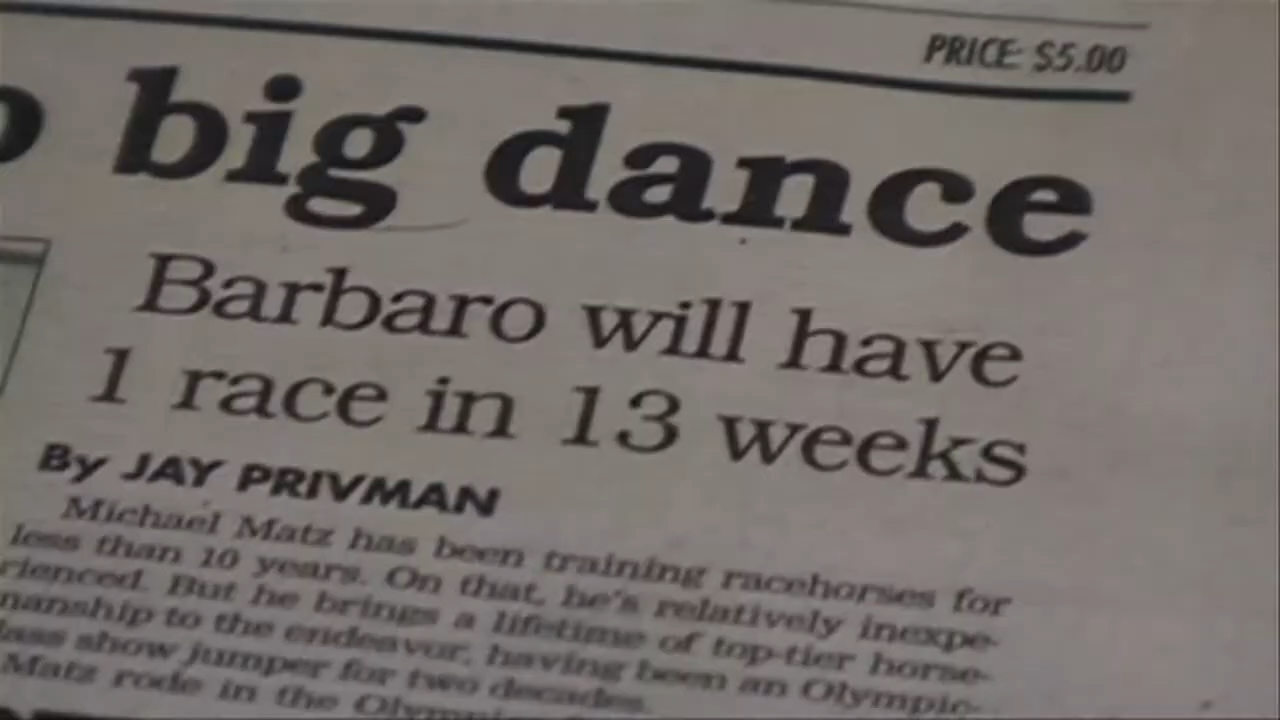 PRICE: $5.00
o big dance
Barbaro will have
1 race in 13 weeks
By JAY PRIVMAN
Michael Matz has been training racehorses for
less than 10 years. On that, he's relatively inexpe-
rienced. But he brings a lifetime of top-tier horse-
manship to the endeavor, having been an Olympic-
lass show jumper for two decades.
Matz rode in the